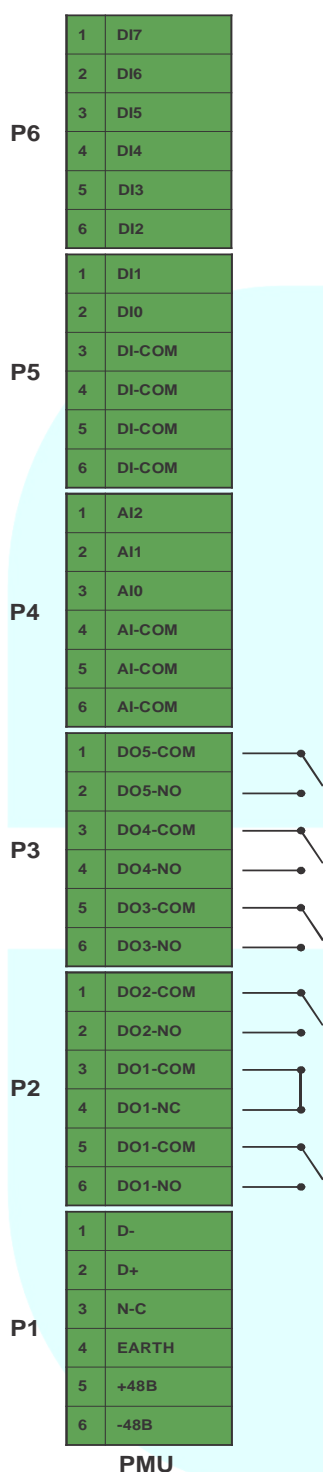 P6
1 DI7
2 DI6
3 DI5
4 DI4
5 DI3
6 DI2
P5
1 DI1
2 DI0
3 DI-COM
4 DI-COM
5 DI-COM
6 DI-COM
P4
1 AI2
2 AI1
3 AI0
4 AI-COM
5 AI-COM
6 AI-COM
P3
1 DO5-COM
2 DO5-NO
3 DO4-COM
4 DO4-NO
5 DO3-COM
6 DO3-NO
P2
1 DO2-COM
2 DO2-NO
3 DO1-COM
4 DO1-NC
5 DO1-COM
6 DO1-NO
P1
1 D-
2 D+
3 N-C
4 EARTH
5 +48B
6 -48B
PMU